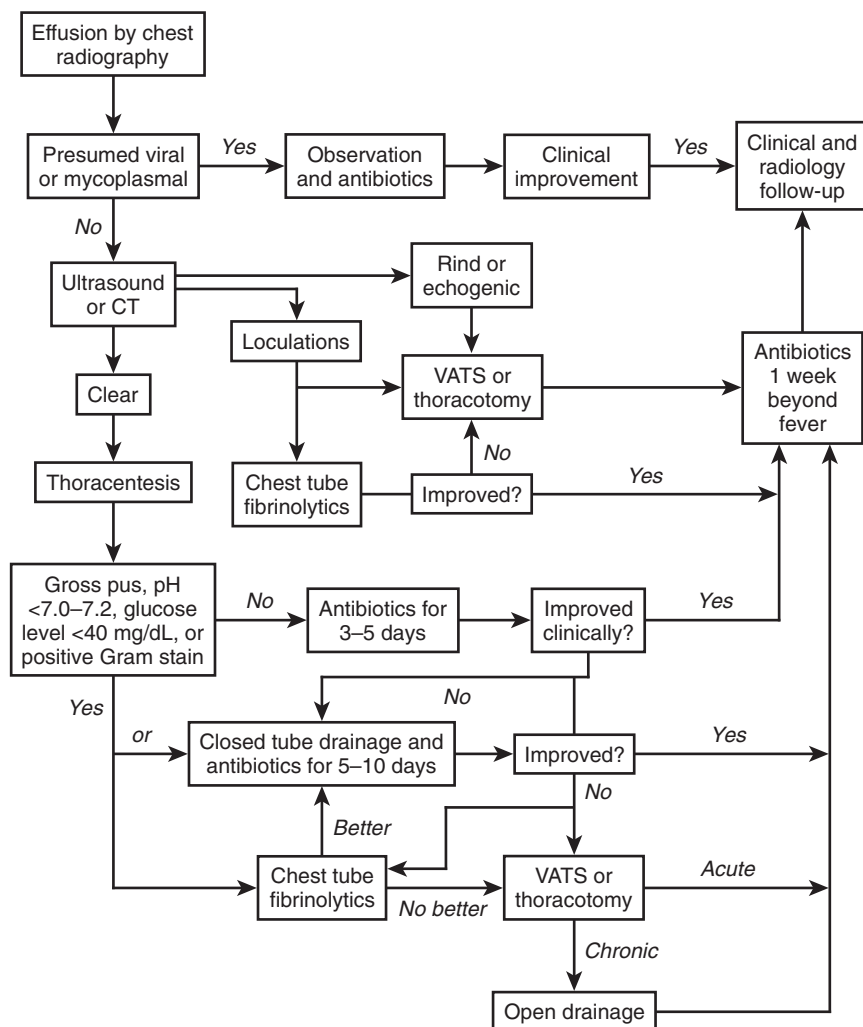 Effusion by chest
radiography
Presumed viral
or mycoplasmal
Yes
Observation
and antibiotics
Clinical
improvement
Yes
Clinical and
radiology
follow-up
No
Ultrasound
or CT
Rind or
echogenic
Loculations
Clear
VATS or
thoracotomy
Antibiotics
1 week
beyond
fever
Thoracentesis
No
Chest tube
fibrinolytics
Improved?
Yes
Gross pus, pH
<7.0–7.2, glucose
level <40 mg/dL, or
positive Gram stain
No
Antibiotics for
3–5 days
Improved
clinically?
Yes
No
Yes
or
Closed tube drainage and
antibiotics for 5–10 days
Improved?
Yes
No
Better
Chest tube
fibrinolytics
No better
VATS or
thoracotomy
Acute
Chronic
Open drainage